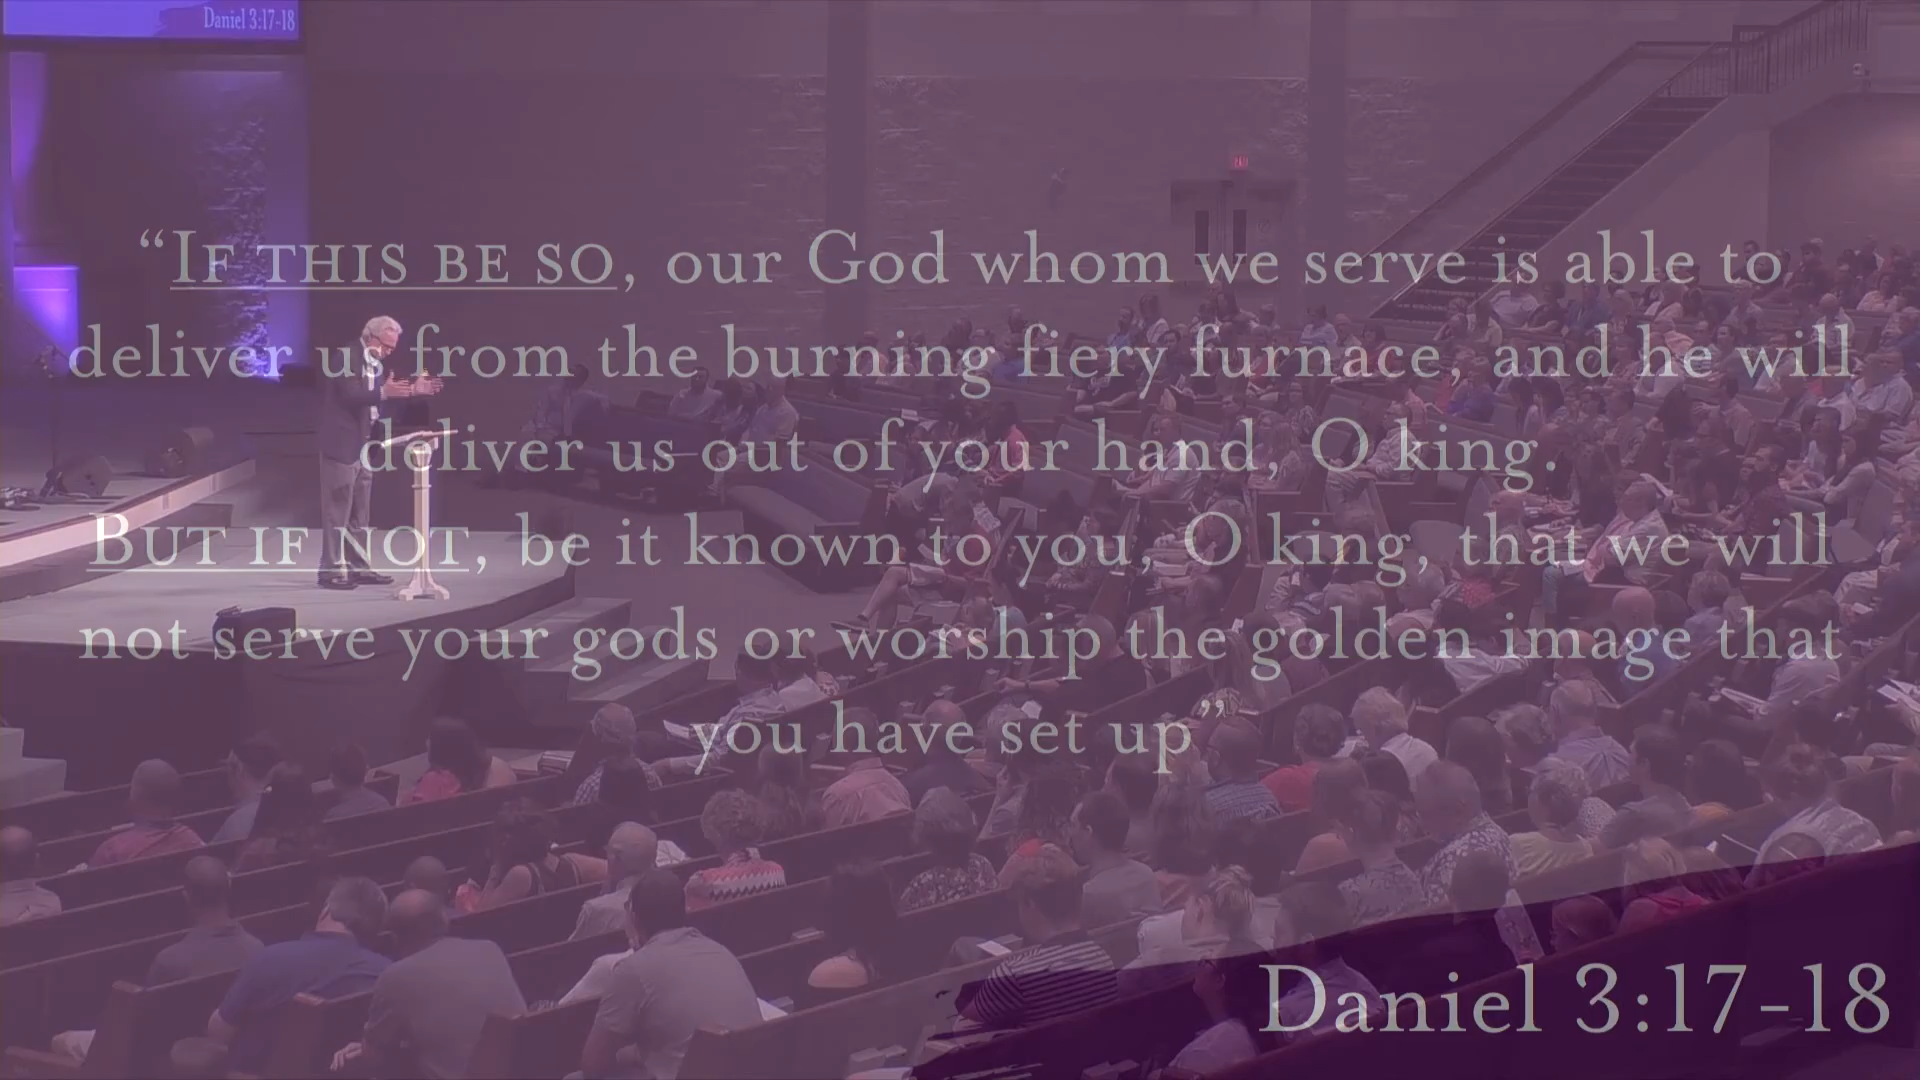 Daniel 3:17-18
“IF THIS BE SO, our God whom we serve is able to
deliver us from the burning fiery furnace, and he will
deliver us out of your hand, O king.
BUT IF NOT, be it known to you, O king, that we will
not serve your gods or worship the golden image that
you have set up”
Daniel 3:17-18